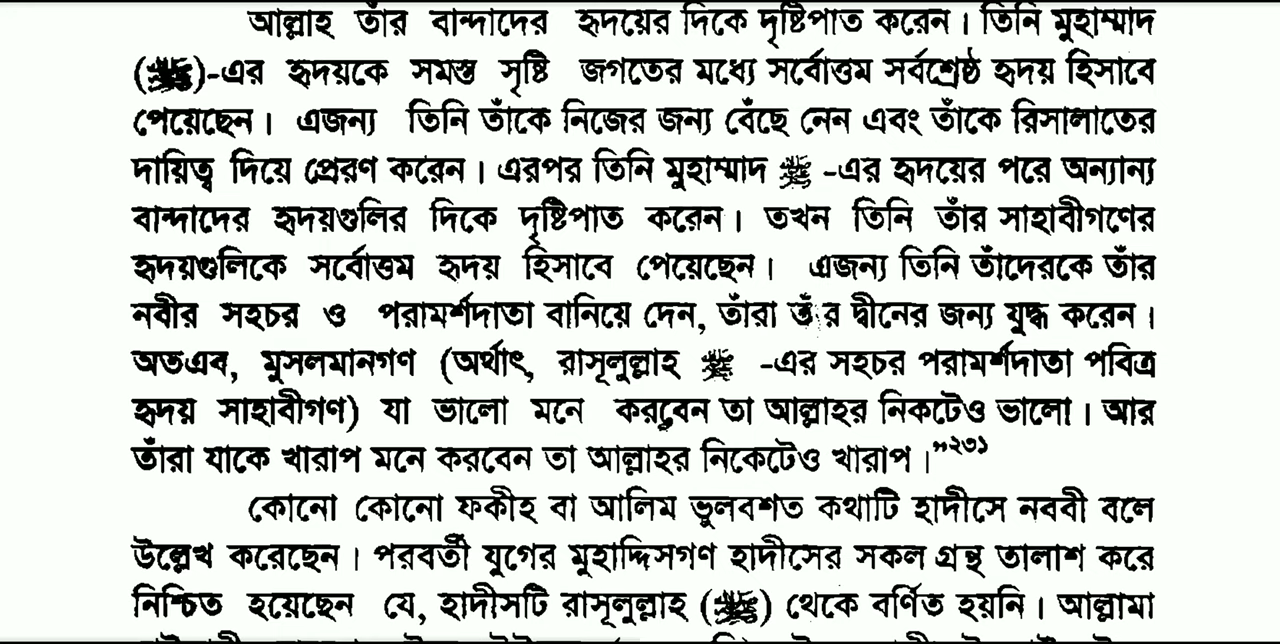 আল্লাহ তাঁর বান্দাদের হৃদয়ের দিকে দৃষ্টিপাত করেন। তিনি মুহাম্মাদ
(ﷺ)-এর হৃদয়কে সমস্ত সৃষ্টি জগতের মধ্যে সর্বোত্তম সর্বশ্রেষ্ঠ হৃদয় হিসাবে
পেয়েছেন। এজন্য তিনি তাঁকে নিজের জন্য বেঁছে নেন এবং তাঁকে রিসালাতের
দায়িত্ব দিয়ে প্রেরণ করেন। এরপর তিনি মুহাম্মাদ ﷺ -এর হৃদয়ের পরে অন্যান্য
বান্দাদের হৃদয়গুলির দিকে দৃষ্টিপাত করেন। তখন তিনি তাঁর সাহাবীগণের
হৃদয়গুলিকে সর্বোত্তম হৃদয় হিসাবে পেয়েছেন। এজন্য তিনি তাঁদেরকে তাঁর
নবীর সহচর ও পরামর্শদাতা বানিয়ে দেন, তাঁরা তাঁর দ্বীনের জন্য যুদ্ধ করেন।
অতএব, মুসলমানগণ (অর্থাৎ, রাসূলুল্লাহ ﷺ -এর সহচর পরামর্শদাতা পবিত্র
হৃদয় সাহাবীগণ) যা ভালো মনে করবেন তা আল্লাহর নিকটেও ভালো। আর
তাঁরা যাকে খারাপ মনে করবেন তা আল্লাহর নিকেটেও খারাপ।”২৩১
কোনো কোনো ফকীহ বা আলিম ভুলবশত কথাটি হাদীসে নববী বলে
উল্লেখ করেছেন। পরবর্তী যুগের মুহাদ্দিসগণ হাদীসের সকল গ্রন্থ তালাশ করে
নিশ্চিত হয়েছেন যে, হাদীসটি রাসূলুল্লাহ (ﷺ) থেকে বর্ণিত হয়নি। আল্লামা